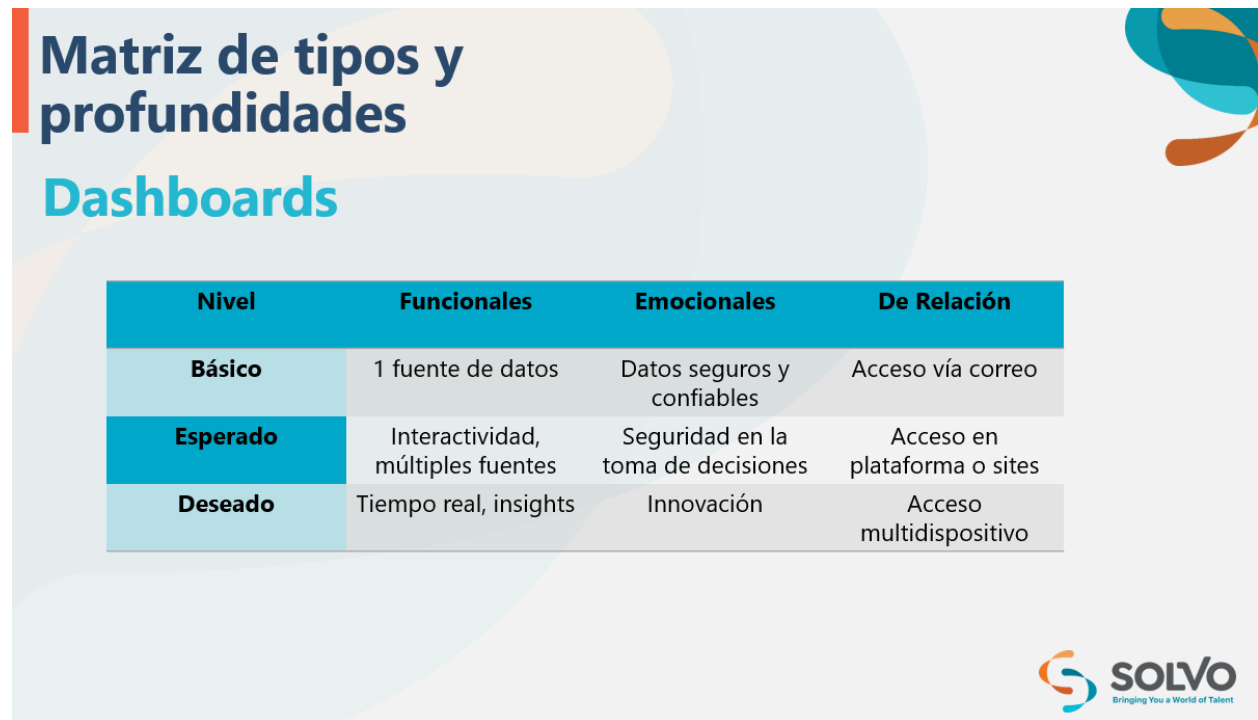 Matriz de tipos y
profundidades
Dashboards
Nivel Funcionales Emocionales De Relación
Básico 1 fuente de datos Datos seguros y confiables Acceso vía correo
Esperado Interactividad, múltiples fuentes Seguridad en la toma de decisiones Acceso en plataforma o sites
Deseado Tiempo real, insights Innovación Acceso multidispositivo
SOLVO
Bringing You a World of Talent